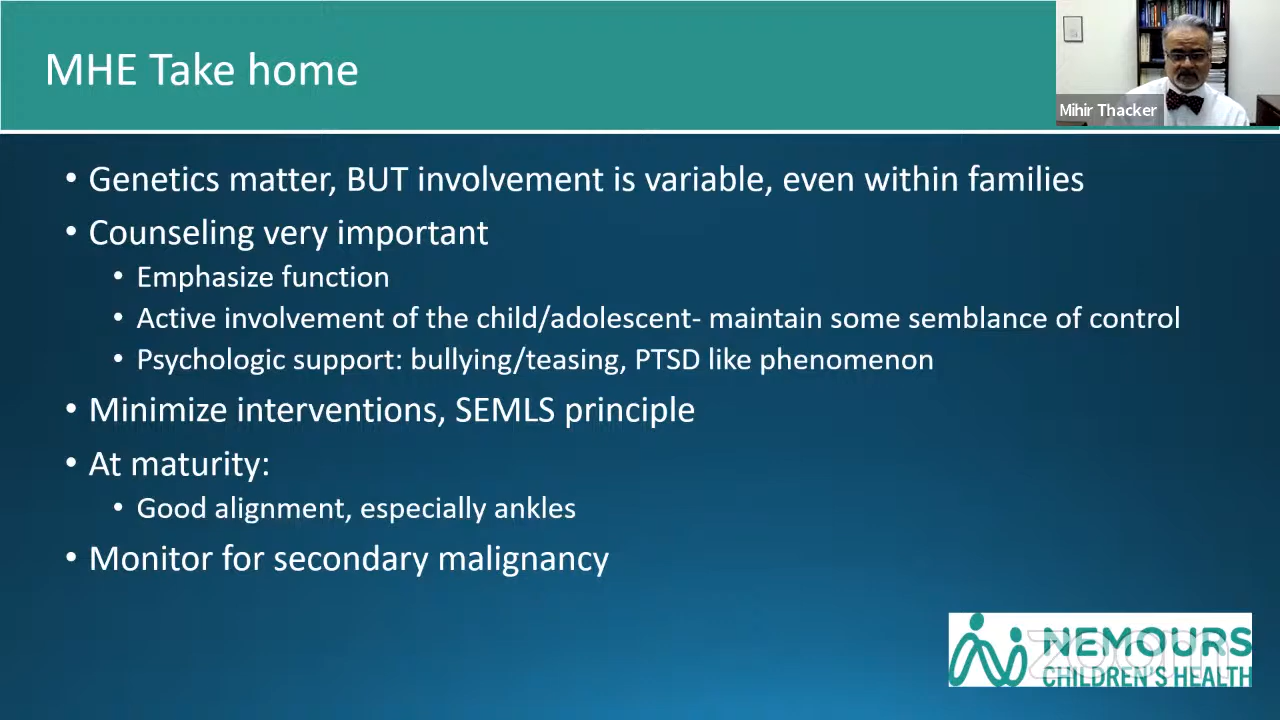 MHE Take home
Mihir Thacker
• Genetics matter, BUT involvement is variable, even within families
• Counseling very important
• Emphasize function
• Active involvement of the child/adolescent- maintain some semblance of control
• Psychologic support: bullying/teasing, PTSD like phenomenon
• Minimize interventions, SEMLS principle
• At maturity:
• Good alignment, especially ankles
• Monitor for secondary malignancy
NEMOURS
zoom
CHILDREN'S HEALTH